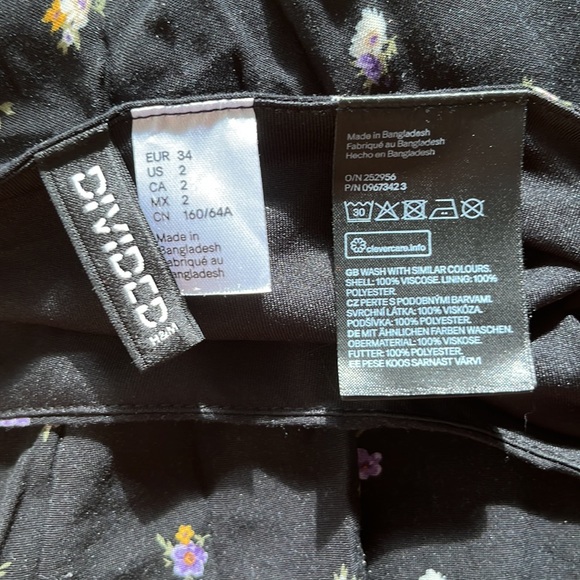 DIVIDED
H&M
EUR 34
US 2
CA 2
MX 2
CN 160/64A
Made in
Bangladesh
Fabriqué au
Bangladesh
Made in Bangladesh
Fabriqué au Bangladesh
Hecho en Bangladesh
O/N 252956
P/N 0967342 3
30
clevercare.info
GB WASH WITH SIMILAR COLOURS.
SHELL: 100% VISCOSE. LINING: 100%
POLYESTER.
CZ PERTE S PODOBNÝMI BARVAMI.
SVRCHNÍ LÁTKA: 100% VISKÓZA.
PODŠÍVKA: 100% POLYESTER.
DE MIT ÄHNLICHEN FARBEN WASCHEN.
OBERMATERIAL: 100% VISKOSE.
FUTTER: 100% POLYESTER.
EE PESE KOOS SARNAST VÄRVI